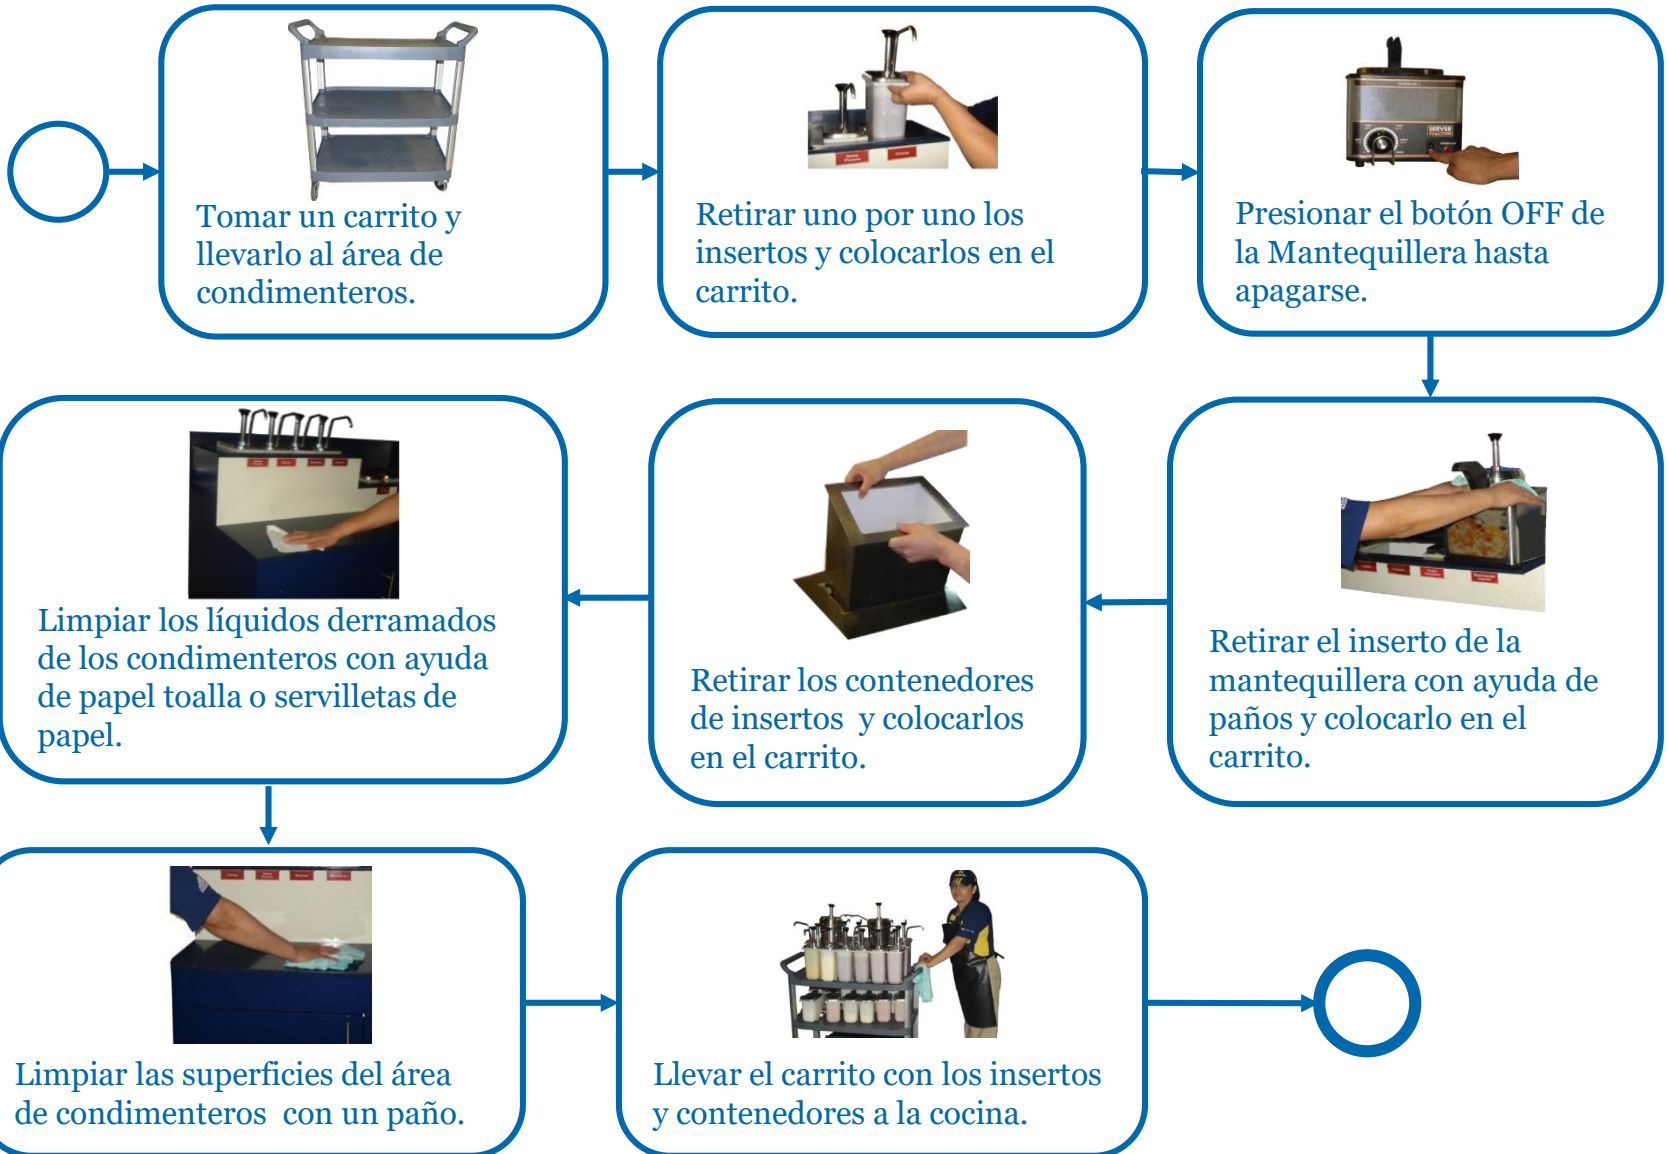 Tomar un carrito y
llevarlo al área de
condimenteros.
Retirar uno por uno los
insertos y colocarlos en el
carrito.
SERVER
Presionar el botón OFF de
la Mantequillera hasta
apagarse.
Retirar el inserto de la
mantequillera con ayuda de
paños y colocarlo en el
carrito.
Retirar los contenedores
de insertos y colocarlos
en el carrito.
Limpiar los líquidos derramados
de los condimenteros con ayuda
de papel toalla o servilletas de
papel.
Limpiar las superficies del área
de condimenteros con un paño.
Llevar el carrito con los insertos
y contenedores a la cocina.